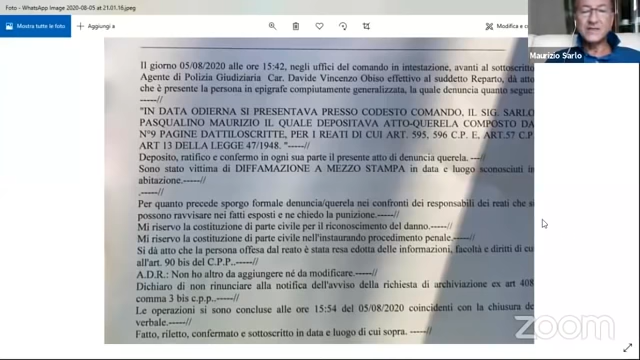 Foto - WhatsApp Image 2020-08-05 at 21.01.16.jpeg
Mostra tutte le foto
Aggiungi a
Modifica e c
Maurizio Sarlo
Il giorno 05/08/2020 alle ore 15:42, negli uffici del comando in intestazione, avanti al sottoscritt
Agente di Polizia Giudiziaria Car. Davide Vincenzo Obiso effettivo al suddetto Reparto, dà att
che è presente la persona in epigrafe compiutamente generalizzata, la quale denuncia quanto segue:
-----//
"IN DATA ODIERNA SI PRESENTAVA PRESSO CODESTO COMANDO, IL SIG. SARLO
PASQUALINO MAURIZIO IL QUALE DEPOSITAVA ATTO-QUERELA COMPOSTO DA
N°9 PAGINE DATTILOSCRITTE, PER I REATI DI CUI ART. 595, 596 C.P. E, ART.57 C.P
ART 13 DELLA LEGGE 47/1948. "-----//
Deposito, ratifico e confermo in ogni sua parte il presente atto di denuncia querela. ---//
Sono stato vittima di DIFFAMAZIONE A MEZZO STAMPA in data e luogo sconosciuti in
abitazione.-----//
.-----//
Per quanto precede sporgo formale denuncia/querela nei confronti dei responsabili dei reati che si
possono ravvisare nei fatti esposti e ne chiedo la punizione.-----//
Mi riservo la costituzione di parte civile per il riconoscimento del danno.-----//
Mi riservo la costituzione di parte civile nell'instaurando procedimento penale.-----//
Si dà atto che la persona offesa dal reato è stata resa edotta delle informazioni, facoltà e diritti di cu
all'art. 90 bis del C.P.P..-----//
A.D.R.: Non ho altro da aggiungere né da modificare.-----//
Dichiaro di non rinunciare alla notifica dell'avviso della richiesta di archiviazione ex art 408
comma 3 bis c.p.p..-----//
Le operazioni si sono concluse alle ore 15:54 del 05/08/2020 coincidenti con la chiusura de
verbale.-----//
Fatto, riletto, confermato e sottoscritto in data e luogo di cui sopra. -----//
zoom